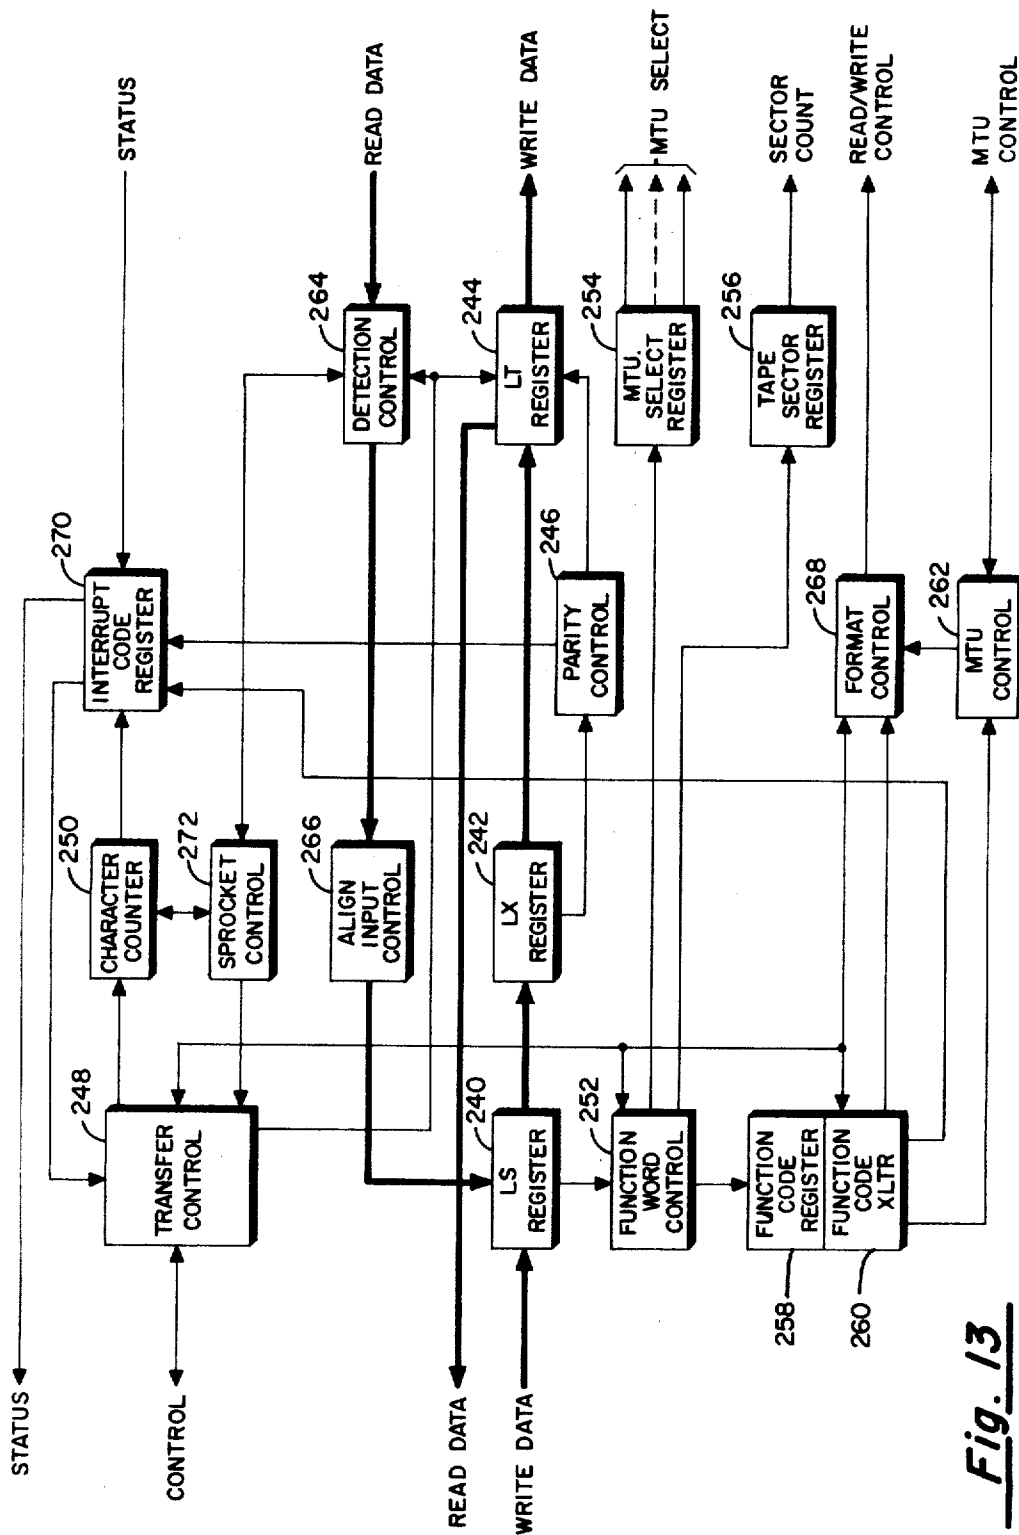 STATUS
STATUS
INTERRUPT
CODE
REGISTER
270
CHARACTER
COUNTER
250
TRANSFER
CONTROL
248
CONTROL
SPROCKET
CONTROL
272
DETECTION
CONTROL
264
READ DATA
ALIGN
INPUT
CONTROL
266
READ DATA
WRITE DATA
LS
REGISTER
240
LX
REGISTER
242
LT
REGISTER
244
WRITE DATA
PARITY
CONTROL
246
FUNCTION
WORD
CONTROL
252
MTU.
SELECT
REGISTER
254
MTU SELECT
TAPE
SECTOR
REGISTER
256
SECTOR
COUNT
FUNCTION
CODE
REGISTER
258
FUNCTION
CODE
XLTR
260
FORMAT
CONTROL
268
READ/WRITE
CONTROL
MTU
CONTROL
262
MTU
CONTROL
Fig. 13